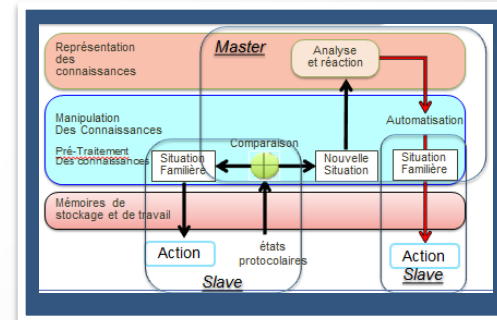 Représentation
des
connaissances
Master
Analyse
et réaction
Manipulation
Des Connaissances
Automatisation
Pré-Traitement
Des connaissances
Comparaison
Situation
Familière
Nouvelle
Situation
Situation
Familière
Mémoires de
stockage et de travail
Action
états
protocolaires
Action
Slave
Slave